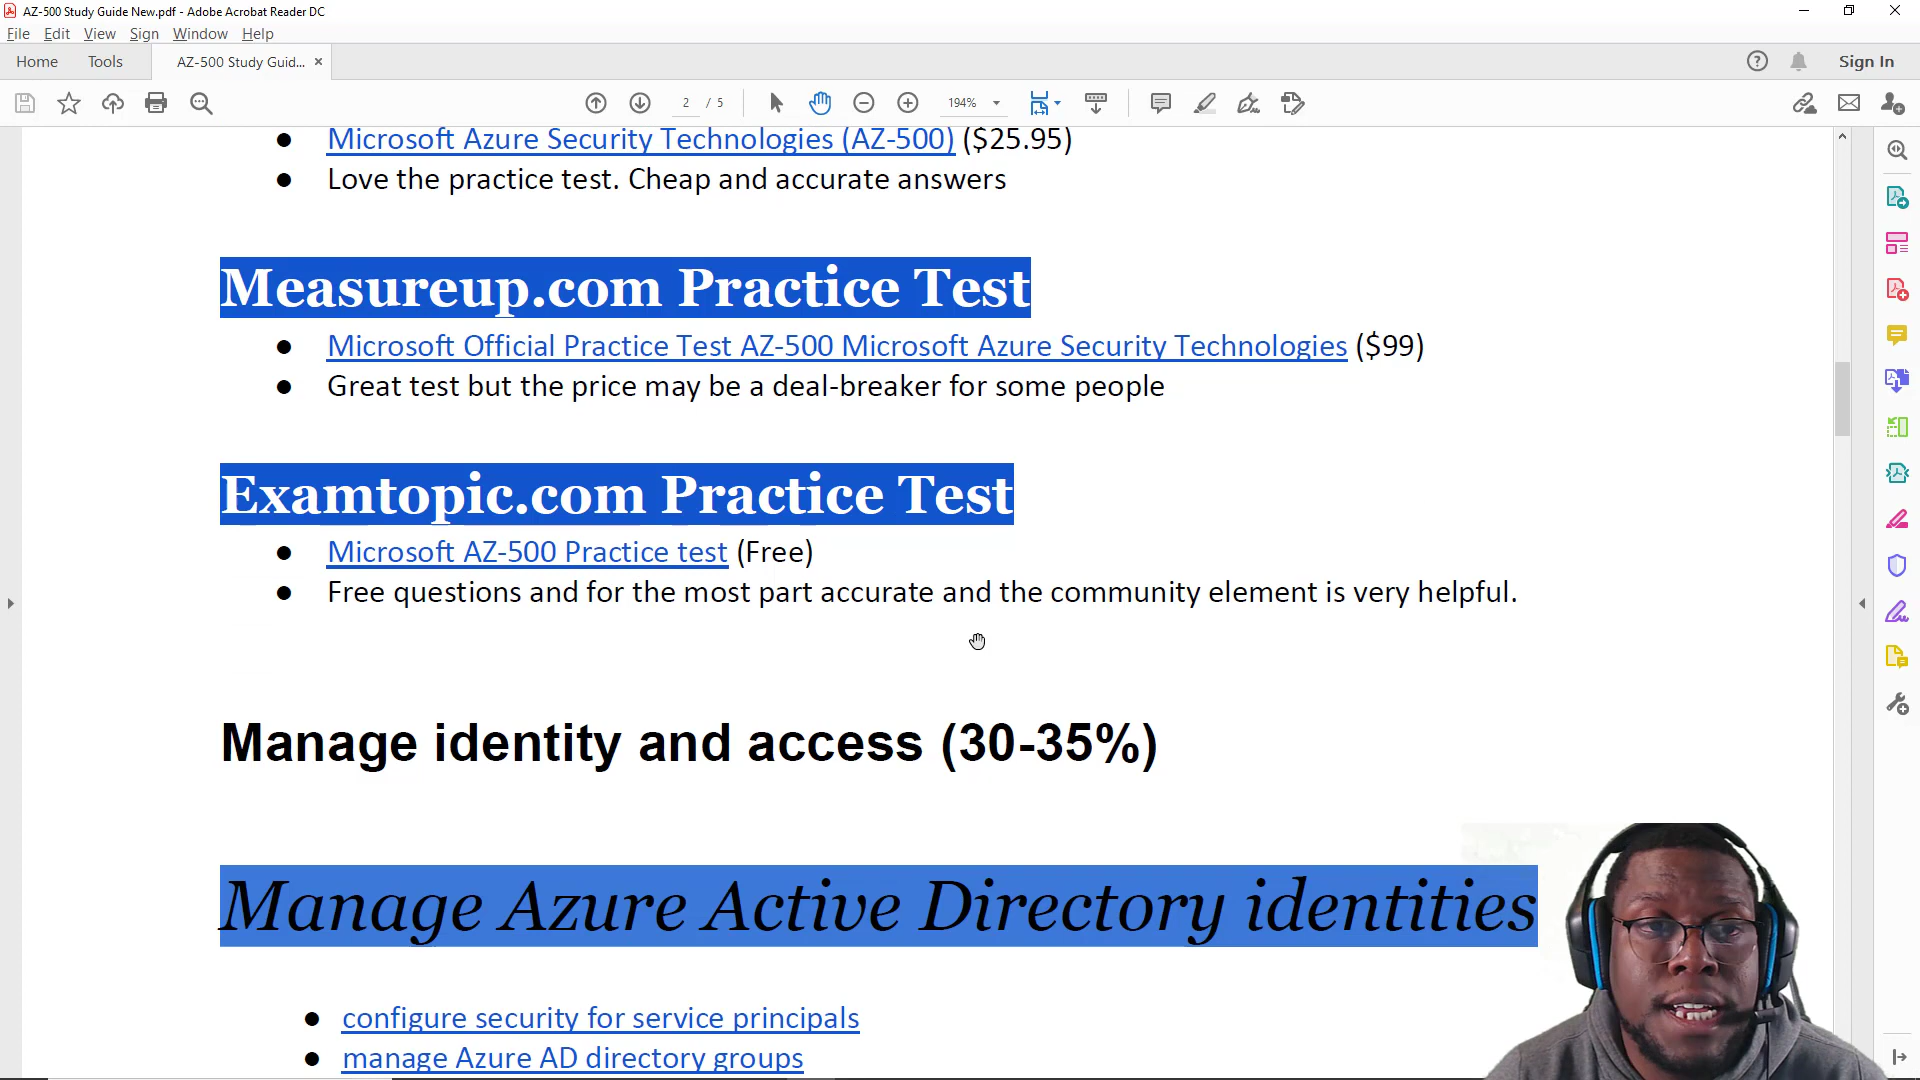 AZ-500 Study Guide New.pdf - Adobe Acrobat Reader DC
File Edit View Sign Window Help
Home Tools AZ-500 Study Guid... × Sign In
2 / 5 194%
● Microsoft Azure Security Technologies (AZ-500) ($25.95)
● Love the practice test. Cheap and accurate answers
Measureup.com Practice Test
● Microsoft Official Practice Test AZ-500 Microsoft Azure Security Technologies ($99)
● Great test but the price may be a deal-breaker for some people
Examtopic.com Practice Test
● Microsoft AZ-500 Practice test (Free)
● Free questions and for the most part accurate and the community element is very helpful.
Manage identity and access (30-35%)
Manage Azure Active Directory identities
● configure security for service principals
● manage Azure AD directory groups